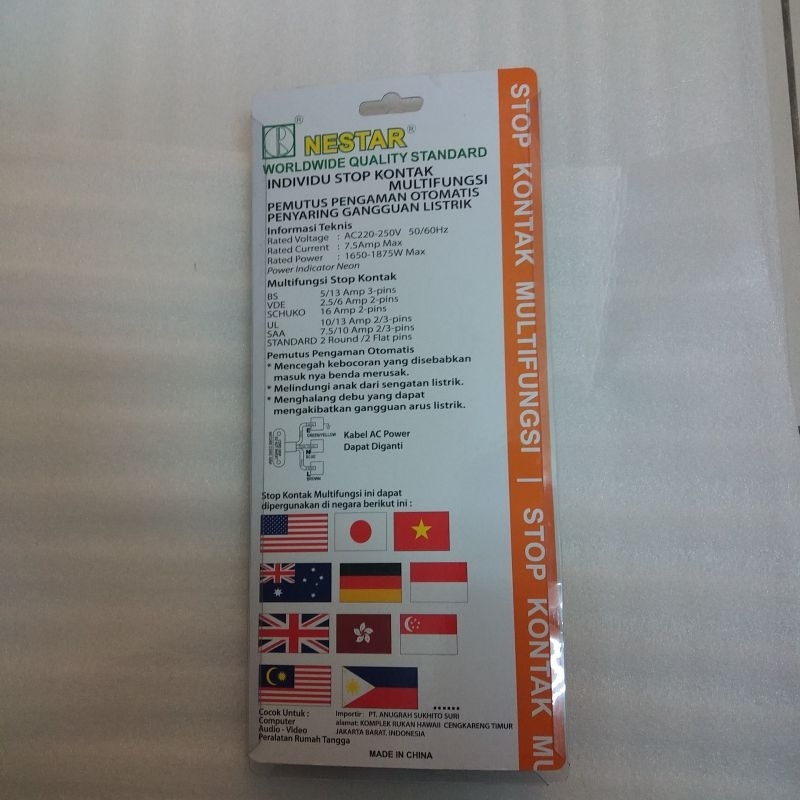 NESTAR®
WORLDWIDE QUALITY STANDARD
INDIVIDU STOP KONTAK
MULTIFUNGSI
PEMUTUS PENGAMAN OTOMATIS
PENYARING GANGGUAN LISTRIK
Informasi Teknis
Rated Voltage : AC220-250V 50/60Hz
Rated Current : 7.5Amp Max
Rated Power : 1650-1875W Max
Power Indicator Neon
Multifungsi Stop Kontak
BS 5/13 Amp 3-pins
VDE 2.5/6 Amp 2-pins
SCHUKO 16 Amp 2-pins
UL 10/13 Amp 2/3-pins
SAA 7.5/10 Amp 2/3-pins
STANDARD 2 Round /2 Flat pins
Pemutus Pengaman Otomatis
* Mencegah kebocoran yang disebabkan
masuk nya benda merusak.
* Melindungi anak dari sengatan listrik.
* Menghalang debu yang dapat
mengakibatkan gangguan arus listrik.
E
GREEN/YELLOW
N
BLUE
L
BROWN
Kabel AC Power
Dapat Diganti
Stop Kontak Multifungsi ini dapat
dipergunakan di negara berikut ini :
......
Cocok Untuk :
Computer
Audio - Video
Peralatan Rumah Tangga
Importir : PT. ANUGRAH SUKHITO SURI
alamat: KOMPLEK RUKAN HAWAII CENGKARENG TIMUR
JAKARTA BARAT. INDONESIA
MADE IN CHINA
STOP KONTAK MULTIFUNGSI | STOP KONTAK MU